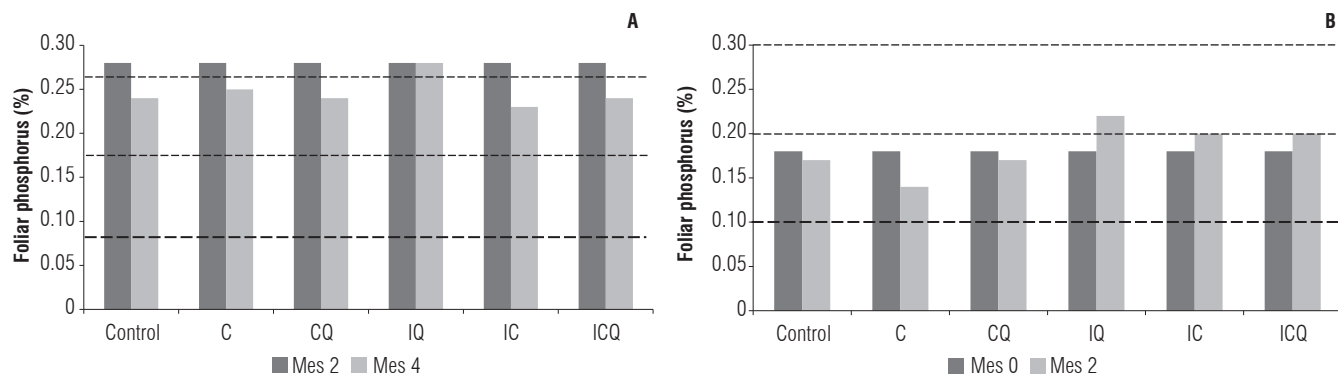 A
Foliar phosphorus (%)
0.30
0.25
0.20
0.15
0.10
0.05
0
Control C CQ IQ IC ICQ
Mes 2 Mes 4
B
Foliar phosphorus (%)
0.30
0.25
0.20
0.15
0.10
0.05
0
Control C CQ IQ IC ICQ
Mes 0 Mes 2